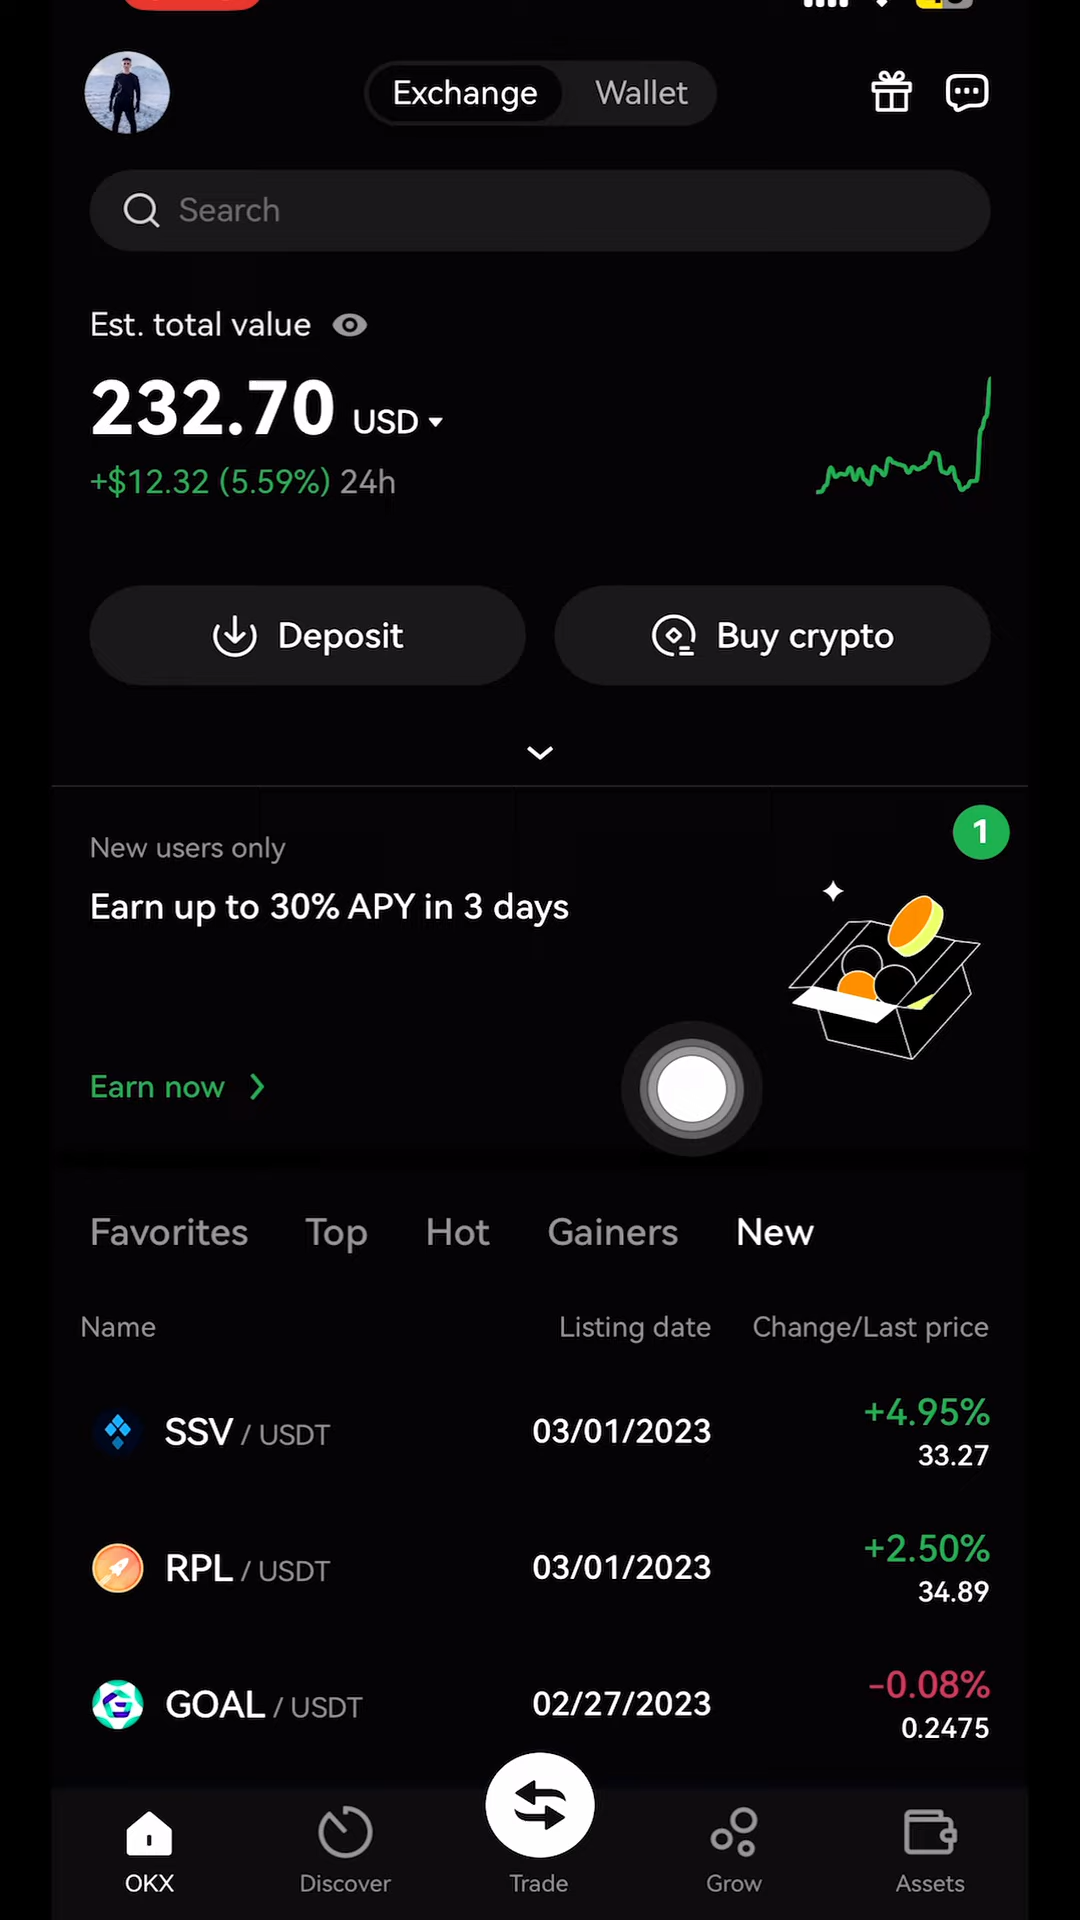 Exchange Wallet
Search
Est. total value
232.70 USD
+$12.32 (5.59%) 24h
Deposit Buy crypto
1
New users only
Earn up to 30% APY in 3 days
Earn now
Favorites Top Hot Gainers New
Name Listing date Change/Last price
SSV / USDT 03/01/2023 +4.95%
33.27
RPL / USDT 03/01/2023 +2.50%
34.89
GOAL / USDT 02/27/2023 -0.08%
0.2475
OKX Discover Trade Grow Assets